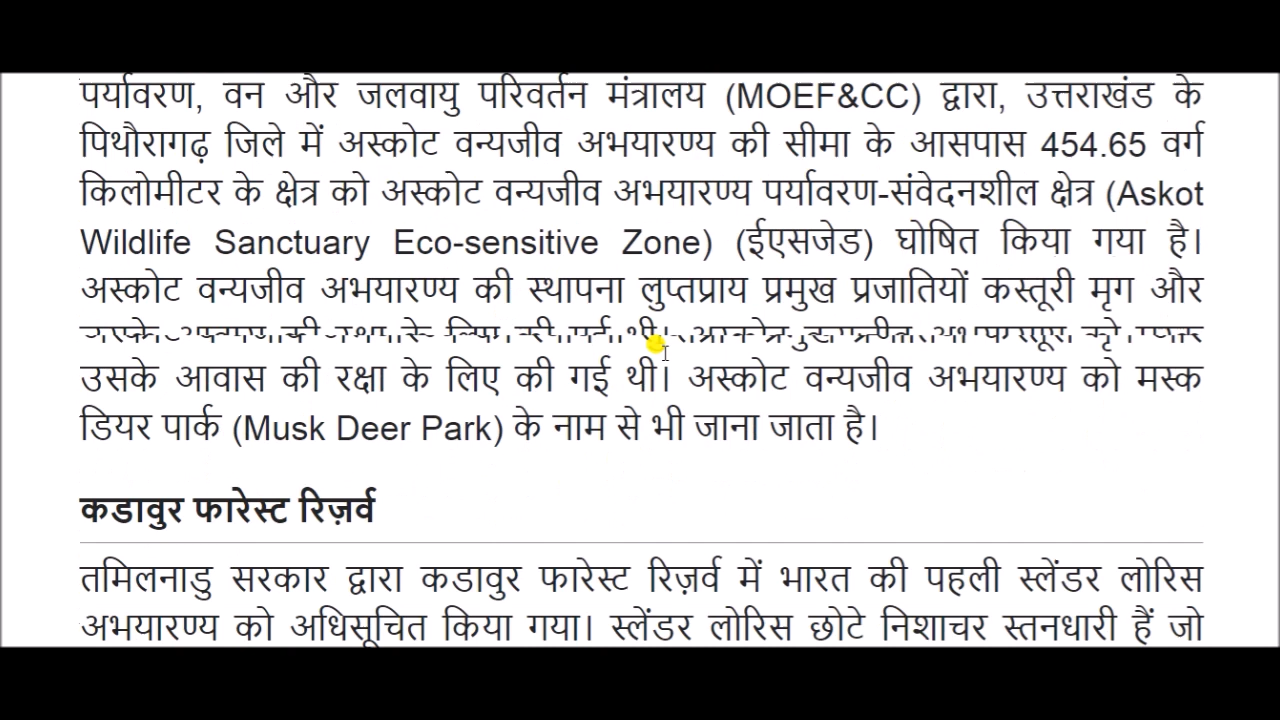 पर्यावरण, वन और जलवायु परिवर्तन मंत्रालय (MOEF&CC) द्वारा, उत्तराखंड के
पिथौरागढ़ जिले में अस्कोट वन्यजीव अभयारण्य की सीमा के आसपास 454.65 वर्ग
किलोमीटर के क्षेत्र को अस्कोट वन्यजीव अभयारण्य पर्यावरण-संवेदनशील क्षेत्र (Askot
Wildlife Sanctuary Eco-sensitive Zone) (ईएसजेड) घोषित किया गया है।
अस्कोट वन्यजीव अभयारण्य की स्थापना लुप्तप्राय प्रमुख प्रजातियों कस्तूरी मृग और
उसके आवास की रक्षा के लिए की गई थी। अस्कोट वन्यजीव अभयारण्य को मस्क
डियर पार्क (Musk Deer Park) के नाम से भी जाना जाता है।
कडावुर फारेस्ट रिज़र्व
तमिलनाडु सरकार द्वारा कडावुर फारेस्ट रिज़र्व में भारत की पहली स्लेंडर लोरिस
अभयारण्य को अधिसूचित किया गया। स्लेंडर लोरिस छोटे निशाचर स्तनधारी हैं जो